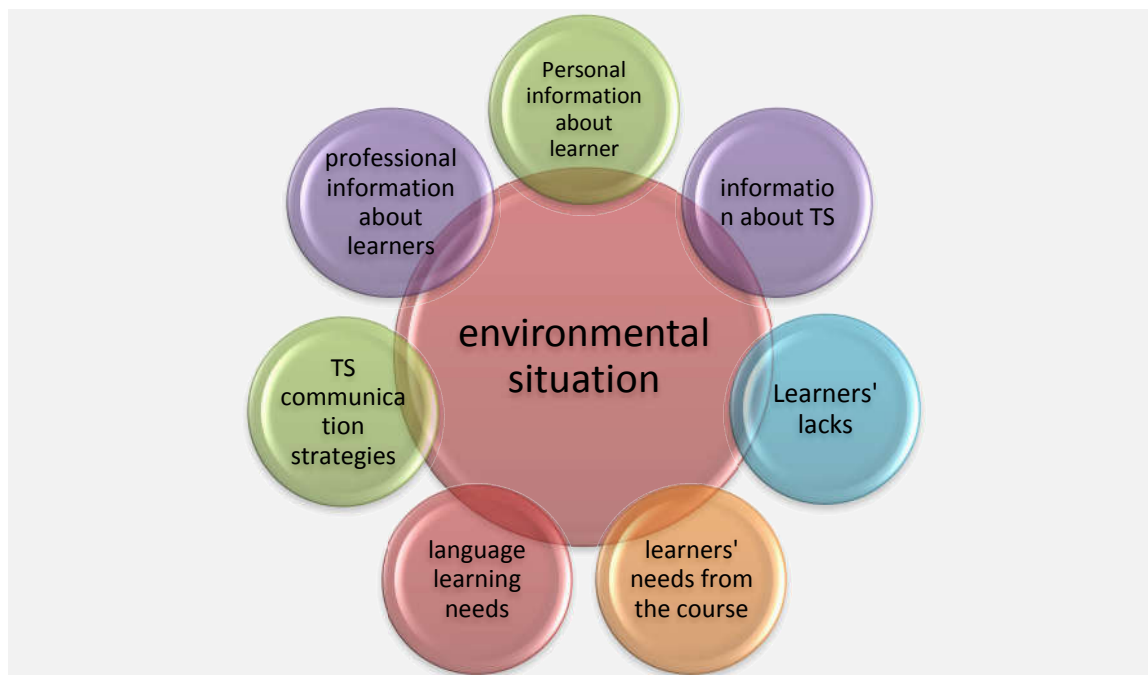 Personal
information
about
learner
informatio
n about TS
Learners'
lacks
learners'
needs from
the course
language
learning
needs
TS
communica
tion
strategies
professional
information
about
learners
environmental
situation